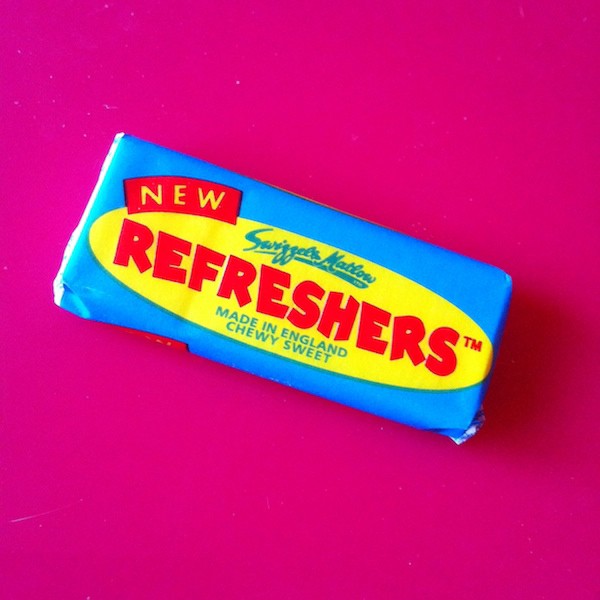 NEW
Swizzels Matlow
REFRESHERS™
MADE IN ENGLAND
CHEWY SWEET